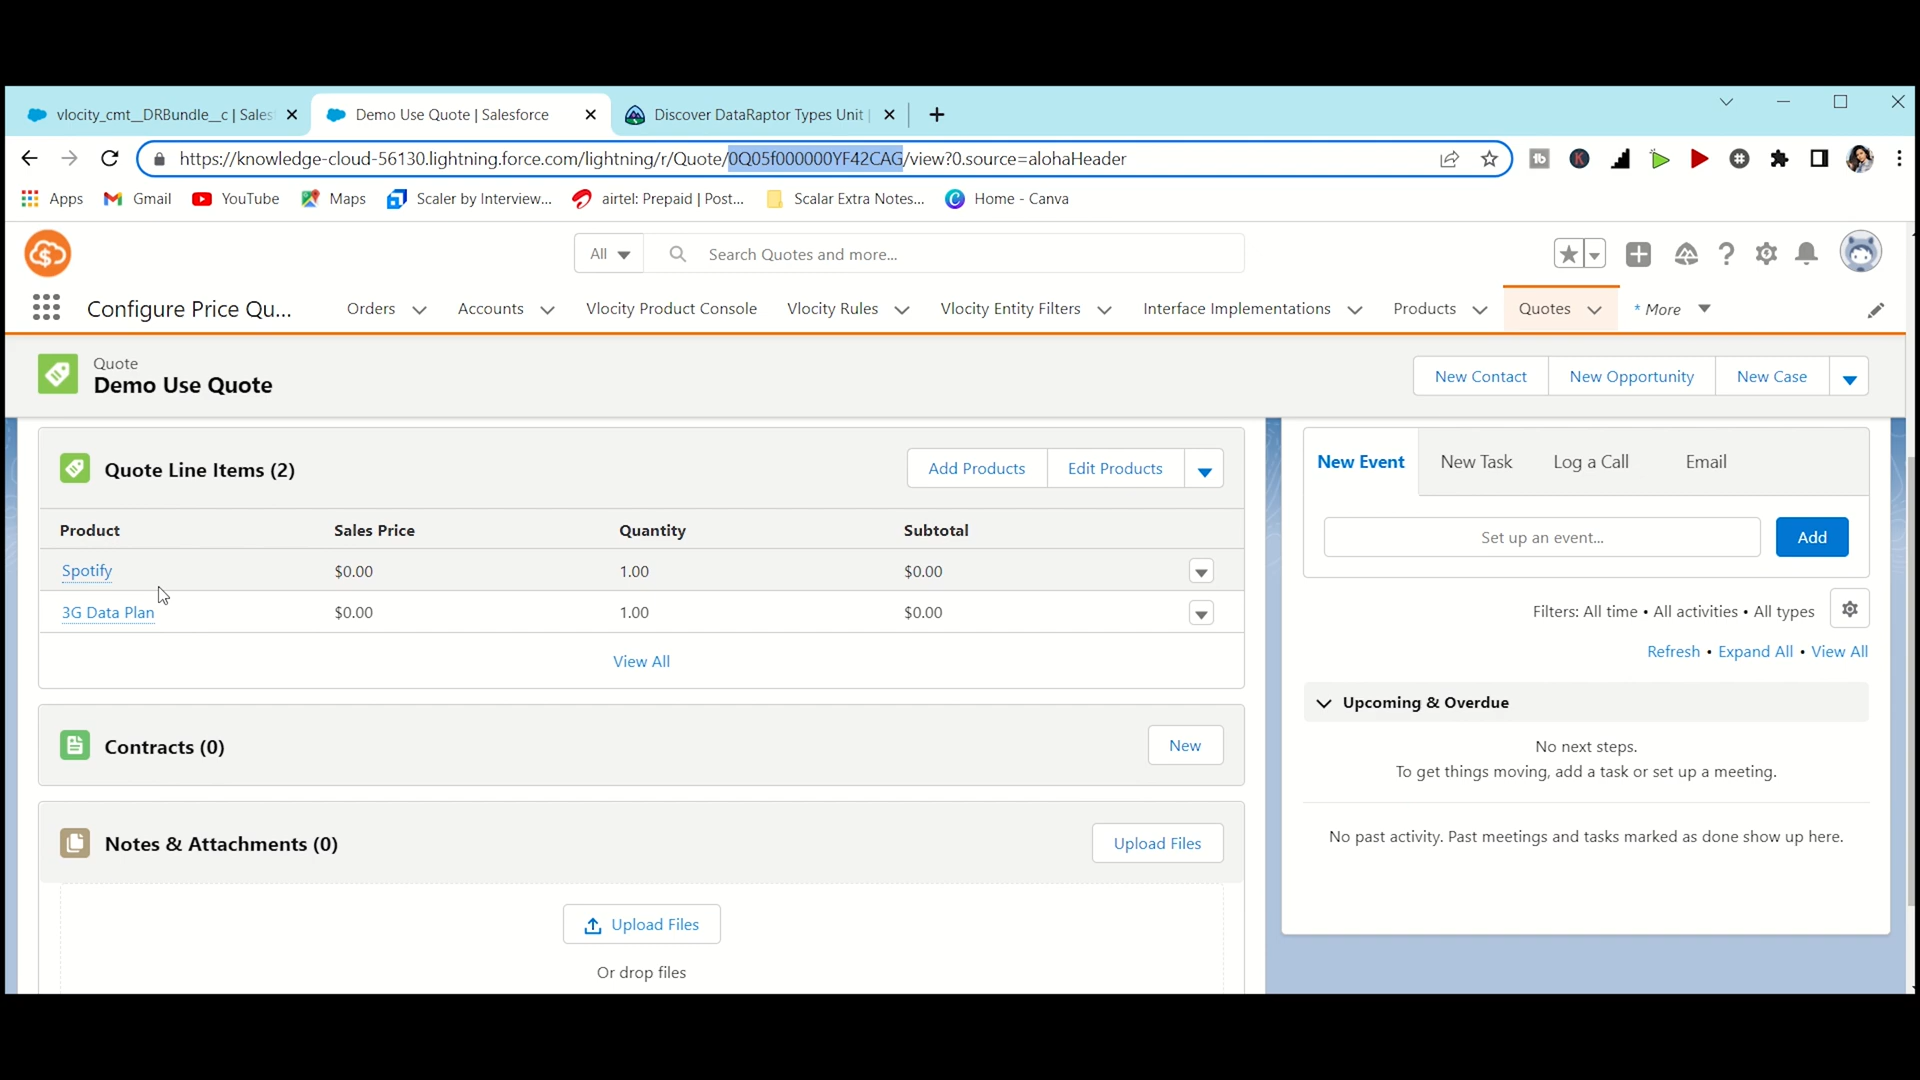 vlocity_cmt__DRBundle__c | Sales
Demo Use Quote | Salesforce
Discover DataRaptor Types Unit |
https://knowledge-cloud-56130.lightning.force.com/lightning/r/Quote/0Q05f000000YF42CAG/view?0.source=alohaHeader
Apps
Gmail
YouTube
Maps
Scaler by Interview...
airtel: Prepaid | Post...
Scalar Extra Notes...
Home - Canva
All
Search Quotes and more...
Configure Price Qu...
Orders
Accounts
Vlocity Product Console
Vlocity Rules
Vlocity Entity Filters
Interface Implementations
Products
Quotes
* More
Quote
Demo Use Quote
New Contact
New Opportunity
New Case
Quote Line Items (2)
Add Products
Edit Products
Product Sales Price Quantity Subtotal
Spotify $0.00 1.00 $0.00
3G Data Plan $0.00 1.00 $0.00
View All
Contracts (0)
New
Notes & Attachments (0)
Upload Files
Upload Files
Or drop files
New Event
New Task
Log a Call
Email
Set up an event...
Add
Filters: All time • All activities • All types
Refresh • Expand All • View All
Upcoming & Overdue
No next steps.
To get things moving, add a task or set up a meeting.
No past activity. Past meetings and tasks marked as done show up here.